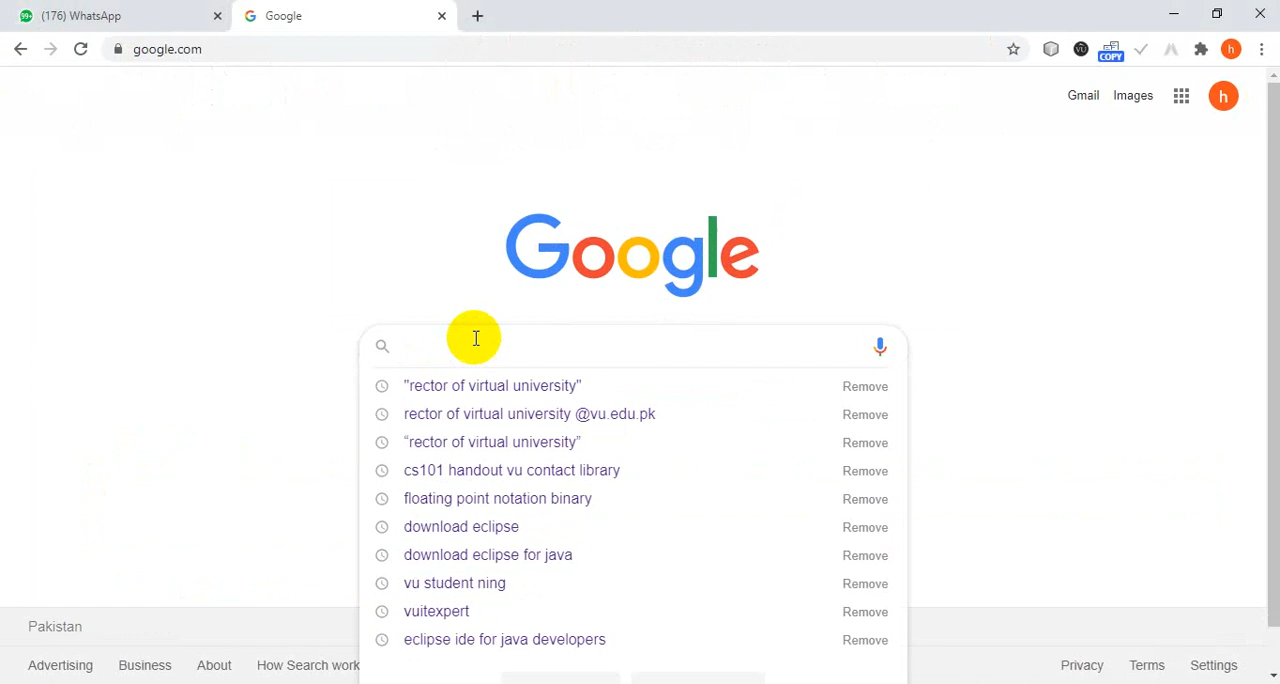 99+ (176) WhatsApp
Google
google.com
VU
COPY
h
Gmail Images
h
Google
"rector of virtual university" Remove
rector of virtual university @vu.edu.pk Remove
“rector of virtual university” Remove
cs101 handout vu contact library Remove
floating point notation binary Remove
download eclipse Remove
download eclipse for java Remove
vu student ning Remove
vuitexpert Remove
eclipse ide for java developers Remove
Pakistan
Advertising Business About How Search work Privacy Terms Settings